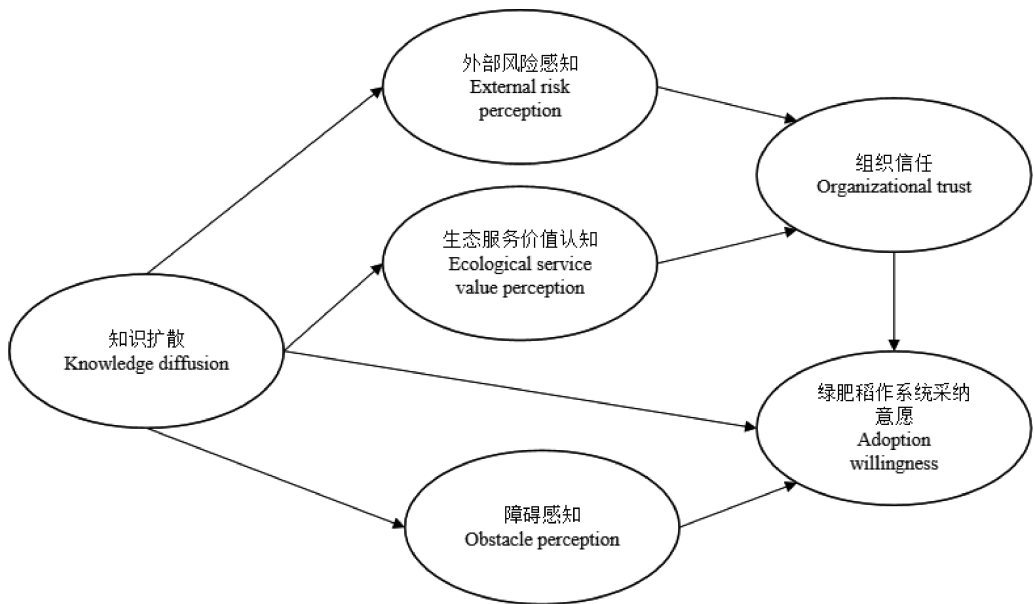 外部风险感知
External risk
perception
组织信任
Organizational trust
生态服务价值认知
Ecological service
value perception
知识扩散
Knowledge diffusion
绿肥稻作系统采纳
意愿
Adoption
willingness
障碍感知
Obstacle perception